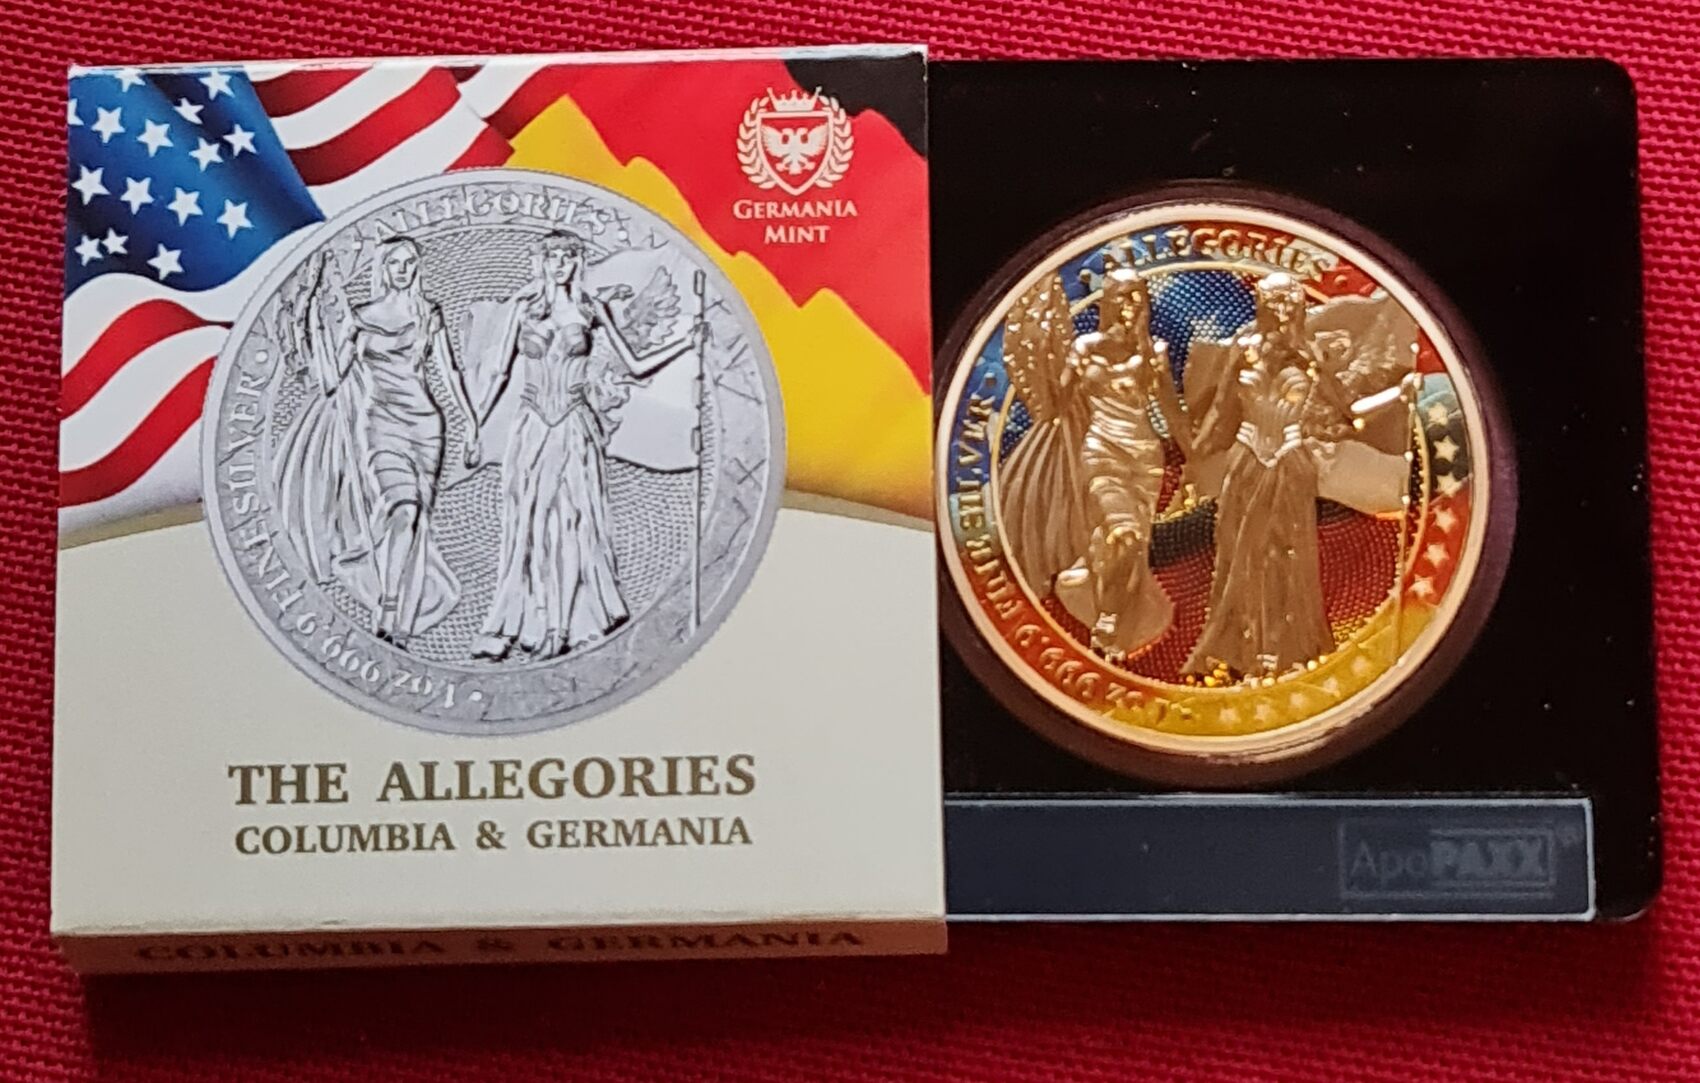 GERMANIA
MINT
• ALLEGORIES •
1 OZ 999.9 FINE SILVER •
THE ALLEGORIES
COLUMBIA & GERMANIA
COLUMBIA & GERMANIA
• ALLEGORIES •
• 1 OZ 999.9 FINE SILVER •
ApoPAXX®